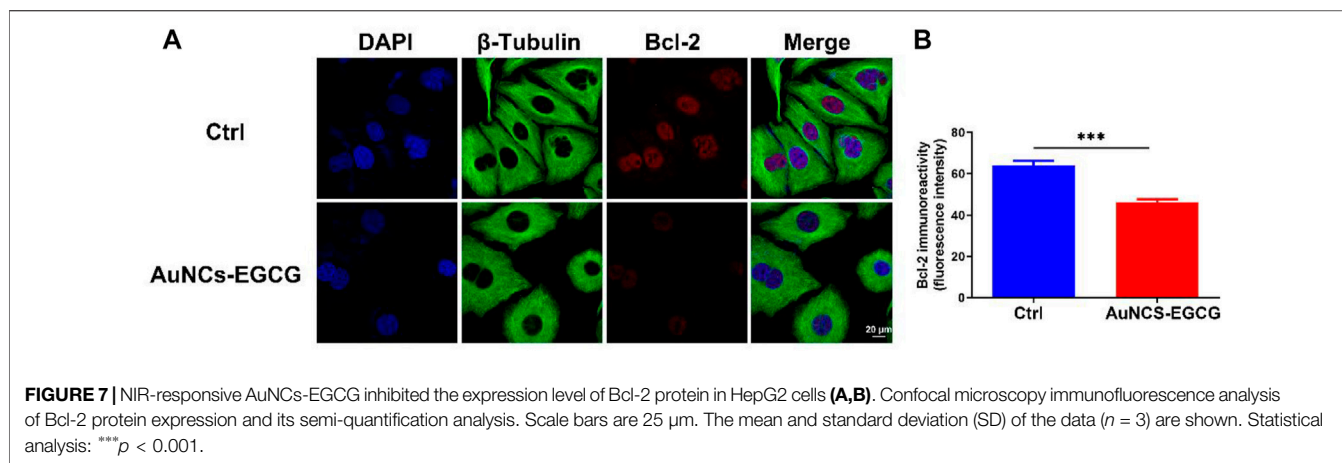 A
B
DAPI
β-Tubulin
Bcl-2
Merge
Ctrl
AuNCs-EGCG
20 μm
Bcl-2 immunoreactivity
(fluorescence intensity)
80
60
40
20
0
***
Ctrl
AuNCS-EGCG
FIGURE 7 | NIR-responsive AuNCs-EGCG inhibited the expression level of Bcl-2 protein in HepG2 cells (A,B). Confocal microscopy immunofluorescence analysis
of Bcl-2 protein expression and its semi-quantification analysis. Scale bars are 25 μm. The mean and standard deviation (SD) of the data (n = 3) are shown. Statistical
analysis: ***p < 0.001.